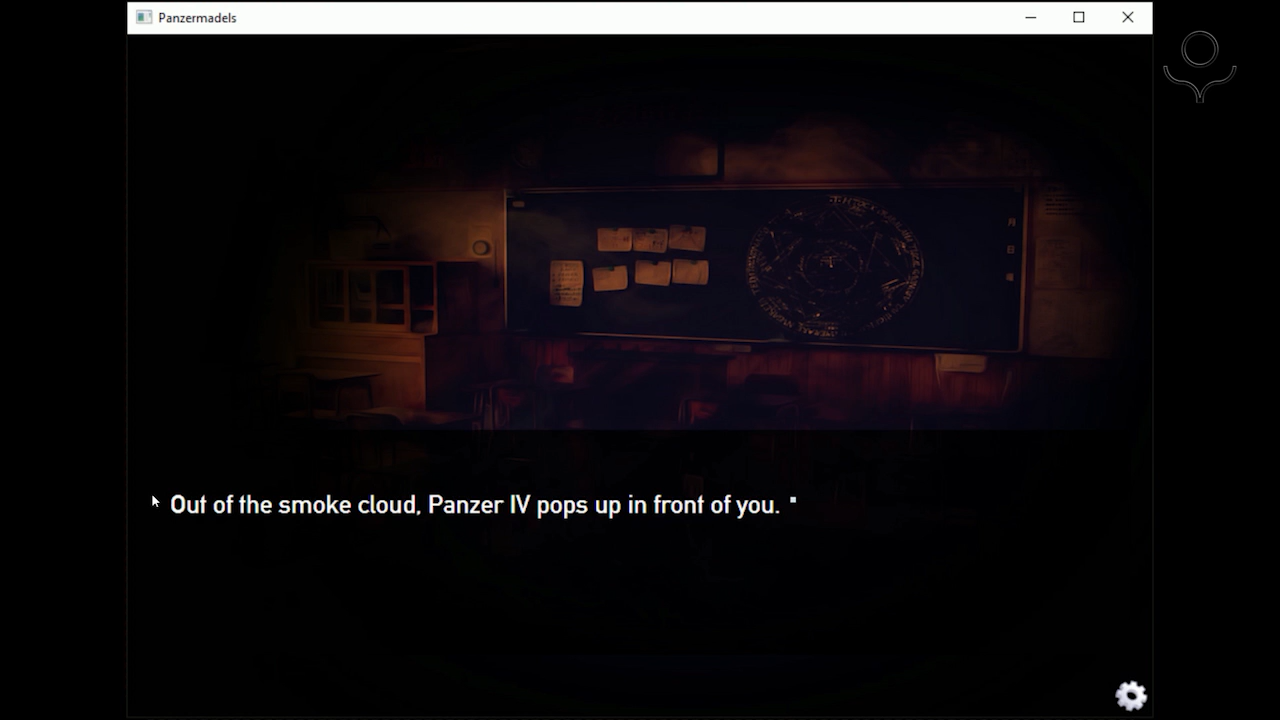 Panzermadels
Out of the smoke cloud, Panzer IV pops up in front of you.